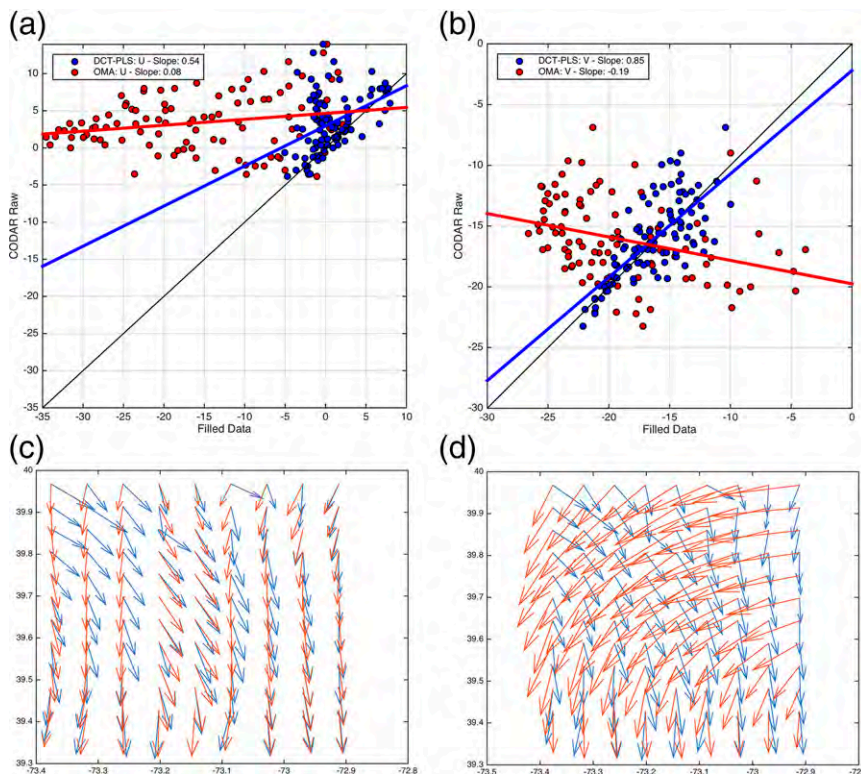 (a)
DCT-PLS: U - Slope: 0.54
OMA: U - Slope: 0.08
10
5
0
-5
-10
-15
-20
-25
-30
-35
CODAR Raw
-35 -30 -25 -20 -15 -10 -5 0 5 10
Filled Data
(b)
DCT-PLS: V - Slope: 0.85
OMA: V - Slope: -0.19
0
-5
-10
-15
-20
-25
-30
CODAR Raw
-30 -25 -20 -15 -10 -5 0
Filled Data
(c)
40
39.9
39.8
39.7
39.6
39.5
39.4
39.3
-73.4 -73.3 -73.2 -73.1 -73 -72.9 -72.8
(d)
40
39.9
39.8
39.7
39.6
39.5
39.4
39.3
-73.5 -73.4 -73.3 -73.2 -73.1 -73 -72.9 -72.8